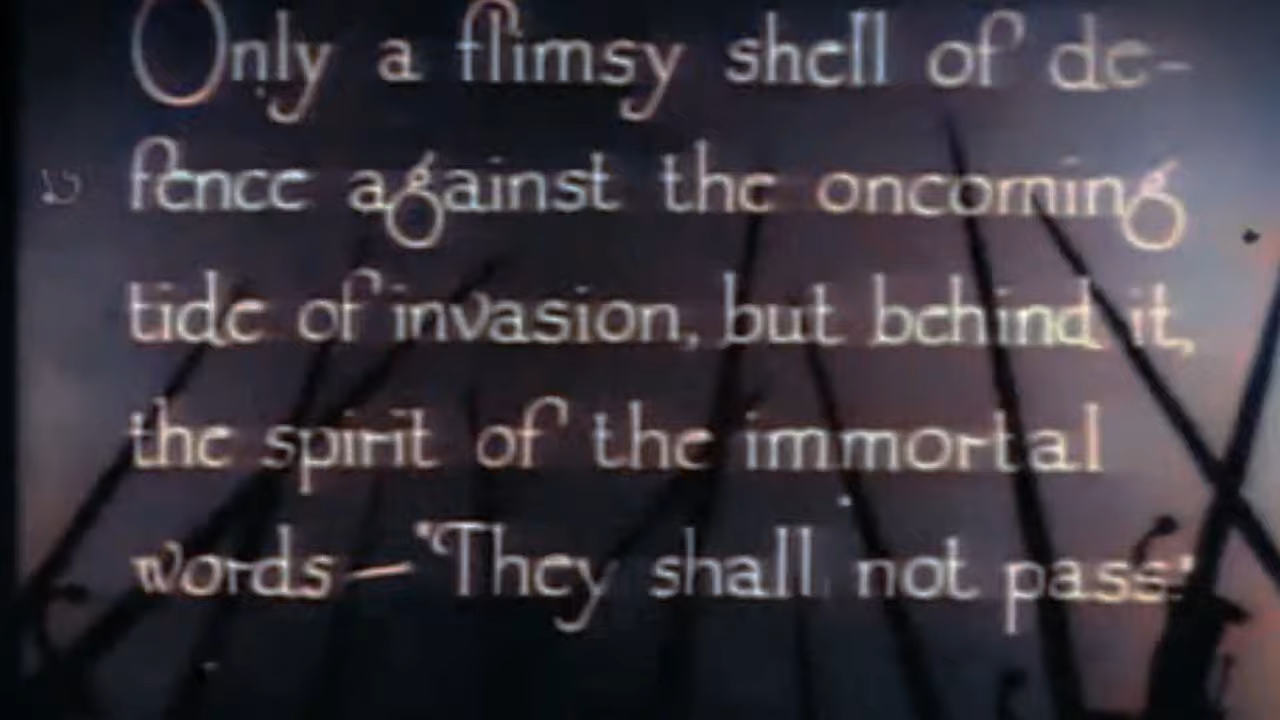 Only a flimsy shell of de-
fence against the oncoming
tide of invasion, but behind it,
the spirit of the immortal
words — "They shall not pass."